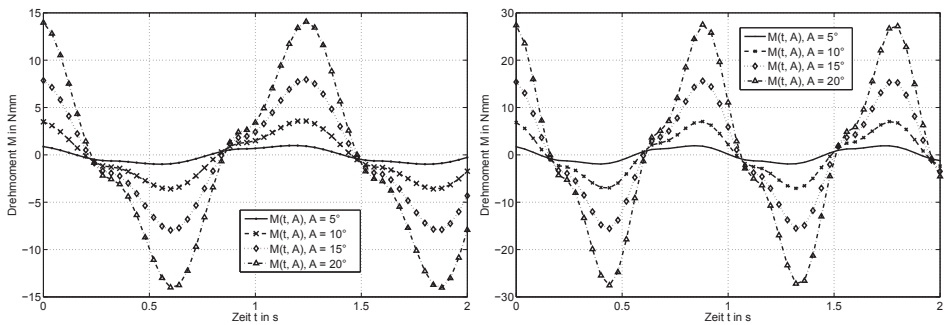 15
10
5
0
−5
−10
−15
0
0.5
1
1.5
2
Drehmoment M in Nmm
Zeit t in s
M(t, A), A = 5°
M(t, A), A = 10°
M(t, A), A = 15°
M(t, A), A = 20°
30
20
10
0
−10
−20
−30
0
0.5
1
1.5
2
Drehmoment M in Nmm
Zeit t in s
M(t, A), A = 5°
M(t, A), A = 10°
M(t, A), A = 15°
M(t, A), A = 20°